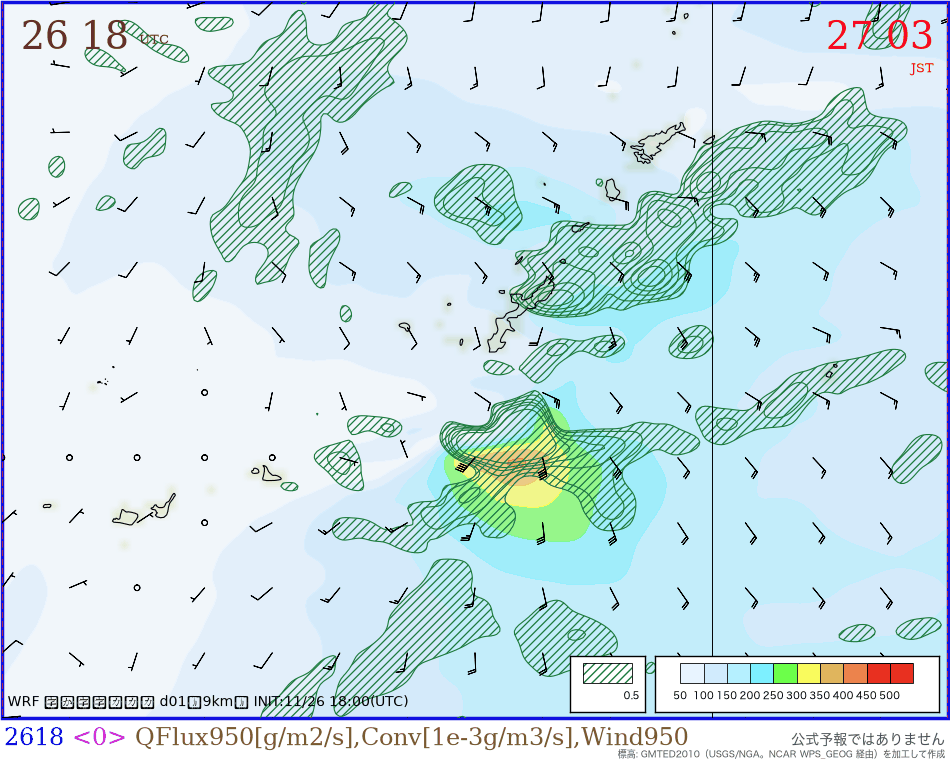 26 18 UTC
27 03
JST
0.5
50 100 150 200 250 300 350 400 450 500
WRF d01 9km INIT:11/26 18:00(UTC)
2618 <0> QFlux950[g/m2/s],Conv[1e-3g/m3/s],Wind950
公式予報ではありません
標高: GMTED2010（USGS/NGA。NCAR WPS_GEOG 経由）を加工して作成